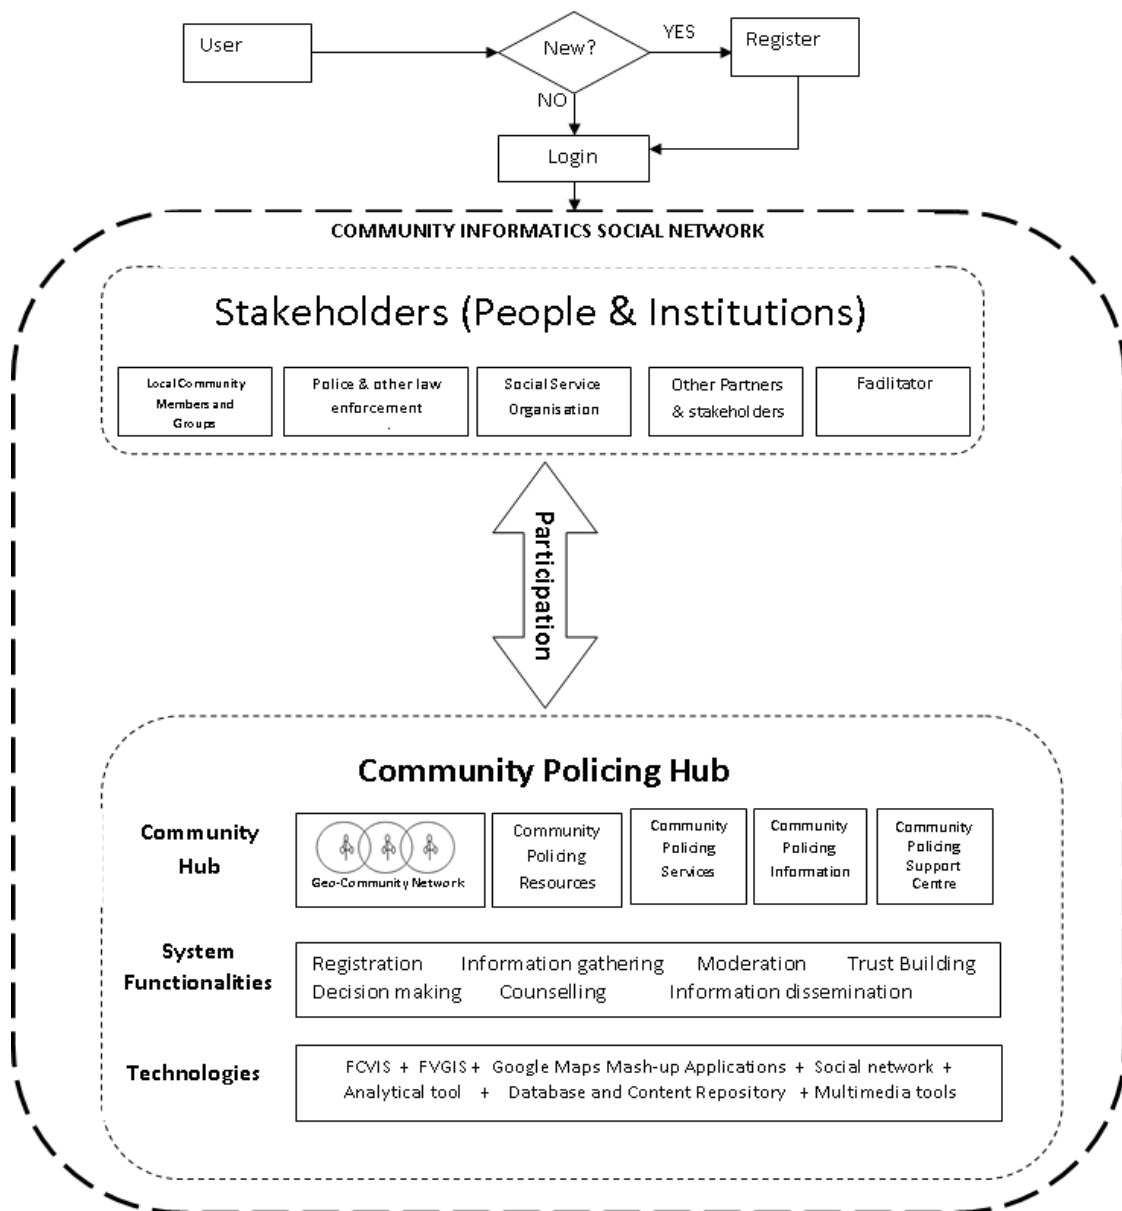 User
New?
YES
Register
NO
Login
COMMUNITY INFORMATICS SOCIAL NETWORK
Stakeholders (People & Institutions)
Local Community
Members and
Groups
Police & other law
enforcement
.
Social Service
Organisation
Other Partners
& stakeholders
Facilitator
Participation
Community Policing Hub
Community
Hub
Geo-Community Network
Community
Policing
Resources
Community
Policing
Services
Community
Policing
Information
Community
Policing
Support
Centre
System
Functionalities
Registration Information gathering Moderation Trust Building
Decision making Counselling Information dissemination
Technologies
FCVIS + FVGIS + Google Maps Mash-up Applications + Social network +
Analytical tool + Database and Content Repository + Multimedia tools